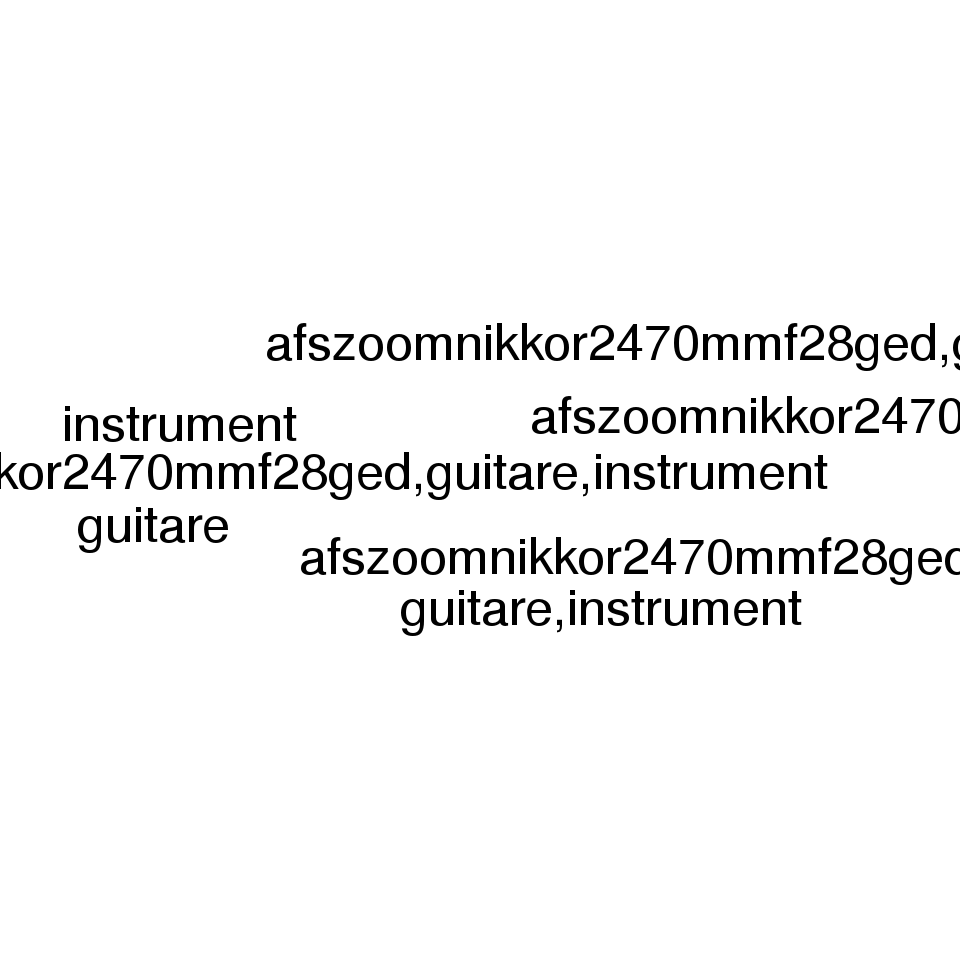 afszoomnikkor2470mmf28ged,g
afszoomnikkor2470
instrument
kor2470mmf28ged,guitare,instrument
guitare
afszoomnikkor2470mmf28ged
guitare,instrument